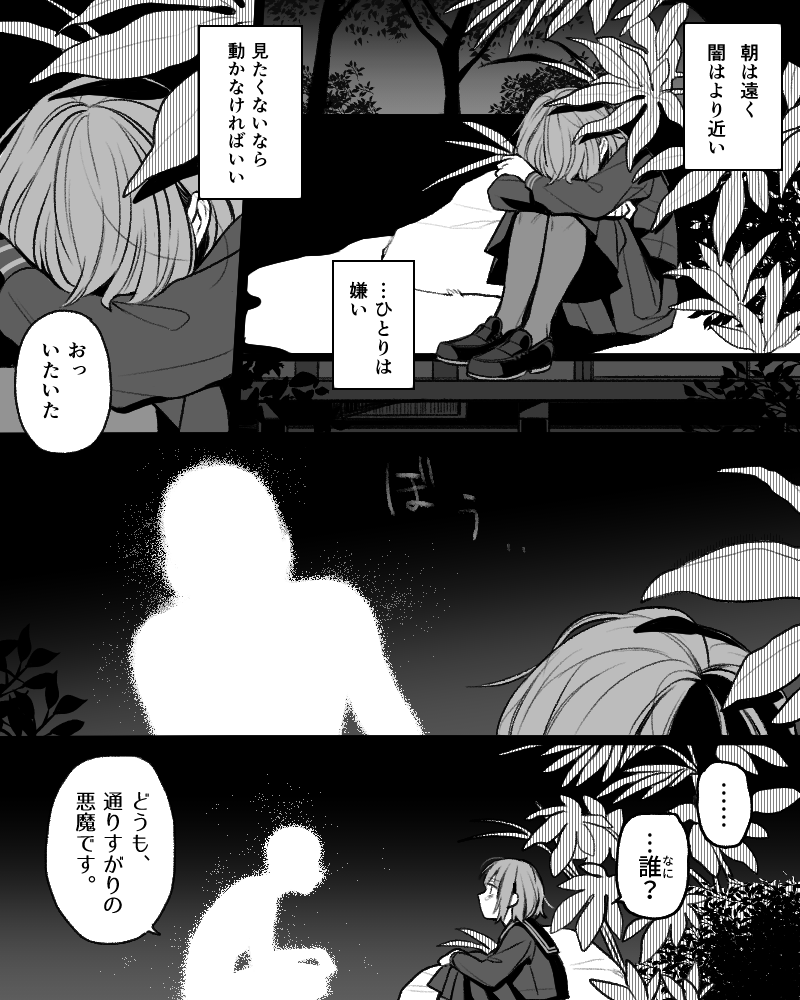 朝は遠く
闇はより近い
見たくないなら
動かなければいい
…ひとりは
嫌い
おっ
いたいた
ぼう
……
…誰?
なに
どうも、
通りすがりの
悪魔です。